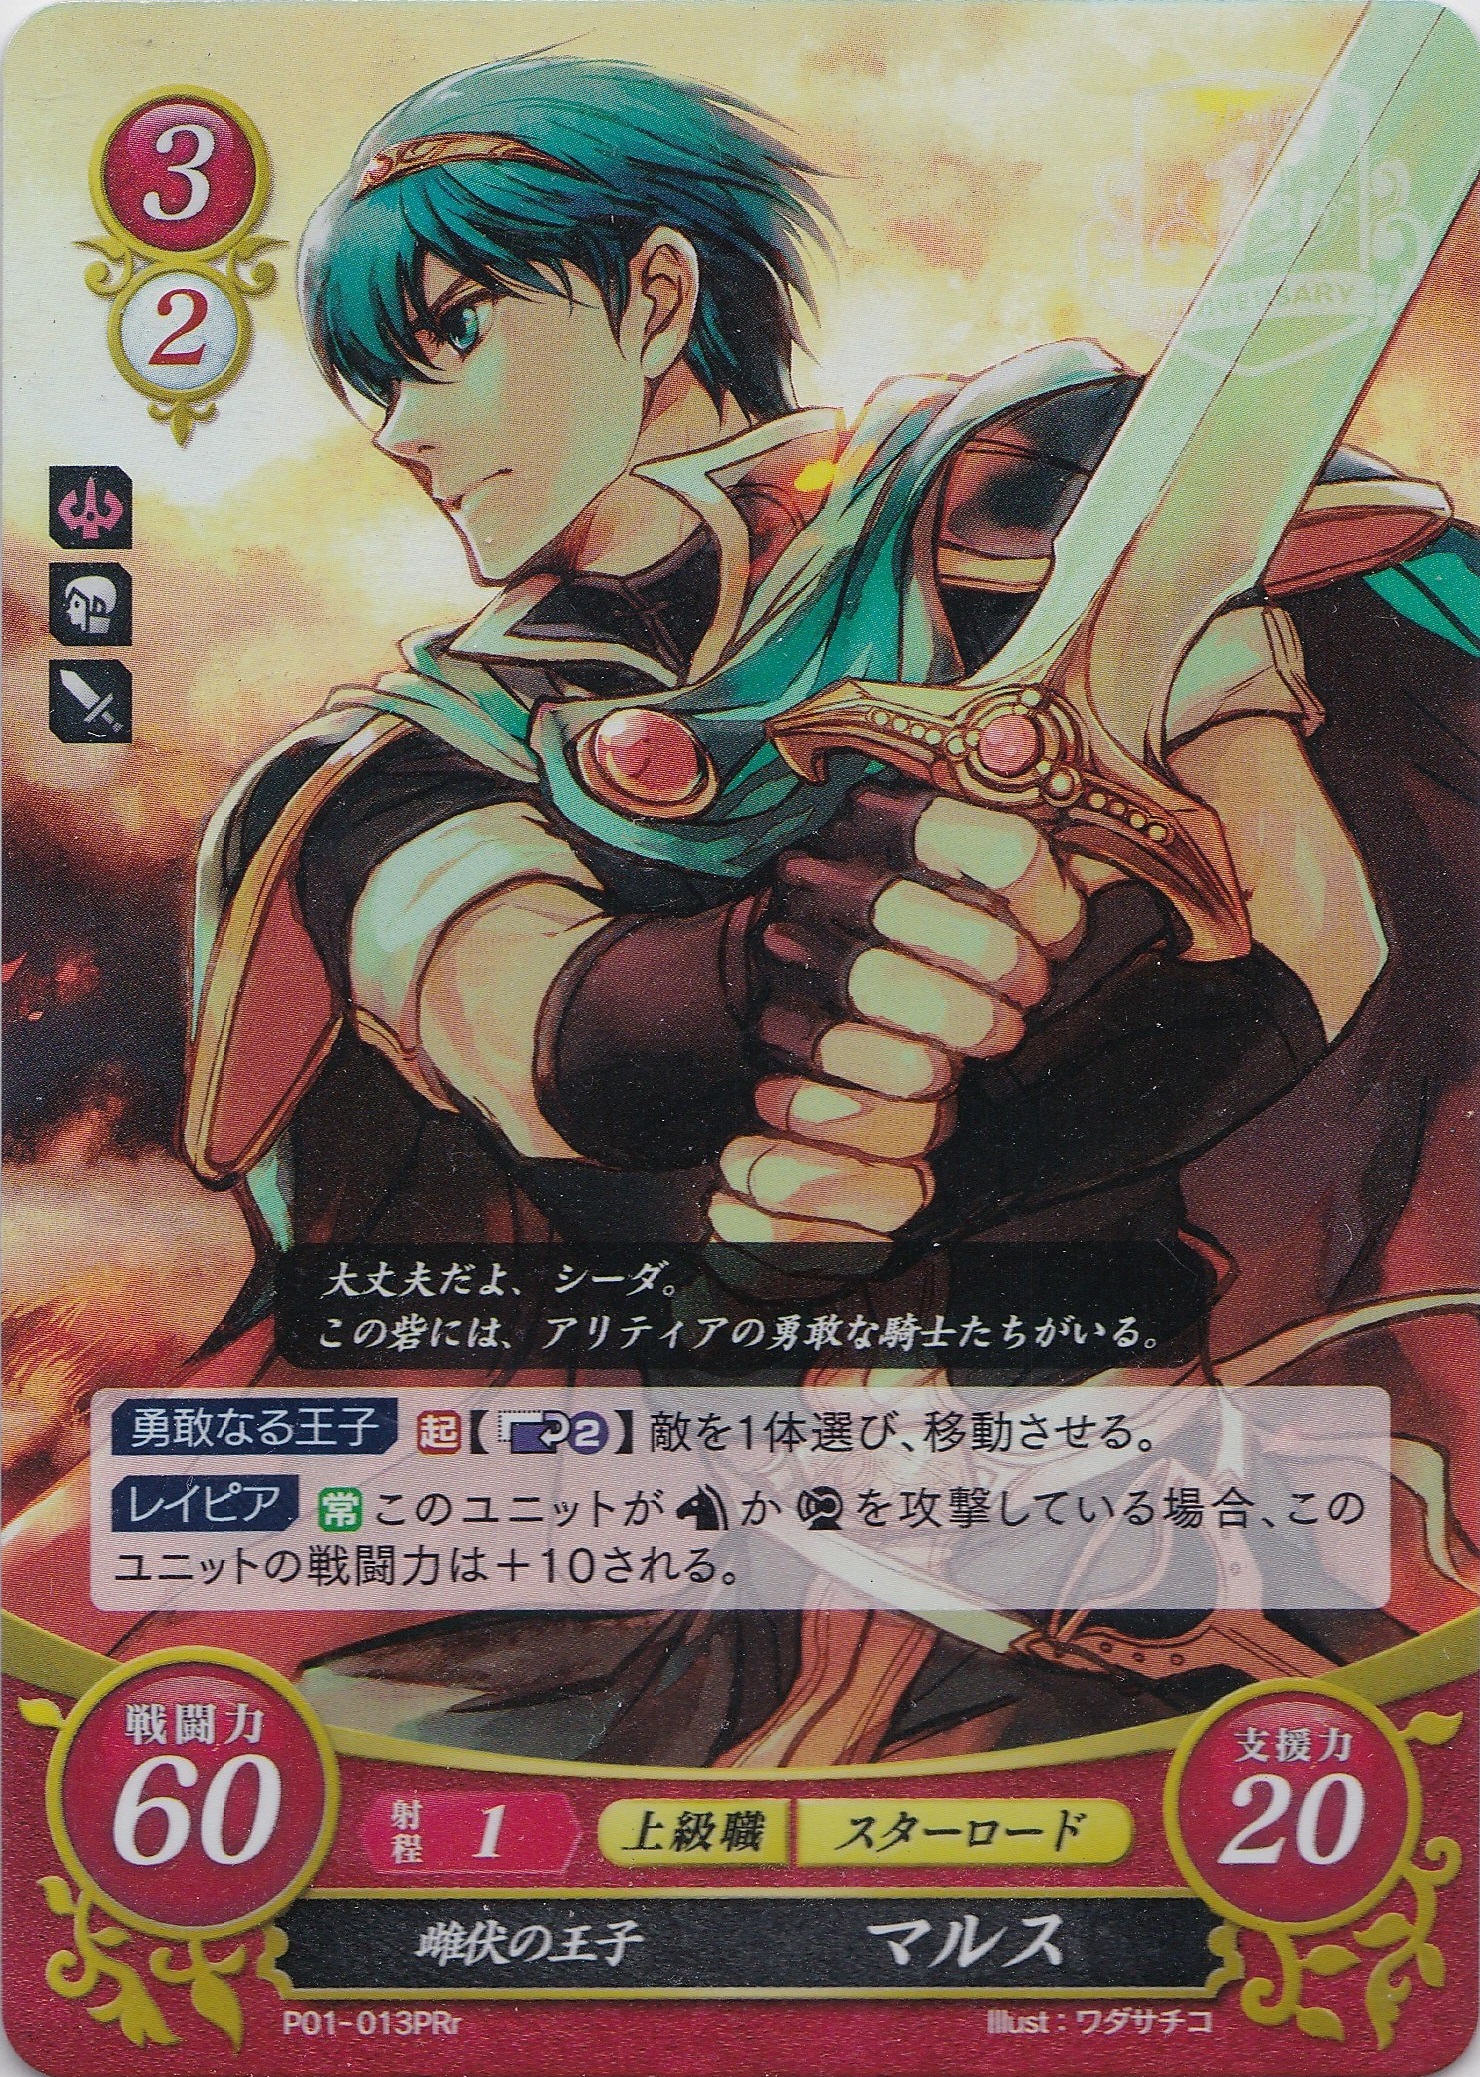 3
2
1st
ANNIVERSARY
大丈夫だよ、シーダ。
この砦には、アリティアの勇敢な騎士たちがいる。
勇敢なる王子 起【2】敵を1体選び、移動させる。
レイピア 常 このユニットが か を攻撃している場合、この
ユニットの戦闘力は＋10される。
戦闘力
60
射程 1
上級職 スターロード
支援力
20
雌伏の王子 マルス
P01-013PRr
Illust：ワダサチコ